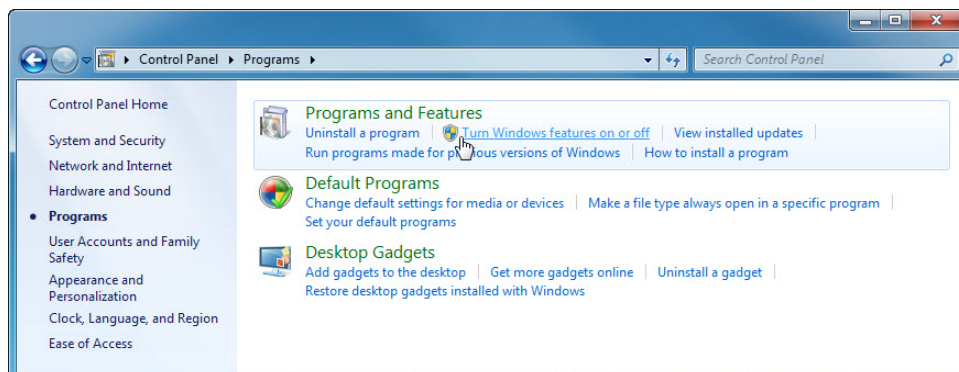 Control Panel Programs
Search Control Panel
Control Panel Home
System and Security
Network and Internet
Hardware and Sound
Programs
User Accounts and Family
Safety
Appearance and
Personalization
Clock, Language, and Region
Ease of Access
Programs and Features
Uninstall a program Turn Windows features on or off View installed updates
Run programs made for previous versions of Windows How to install a program
Default Programs
Change default settings for media or devices Make a file type always open in a specific program
Set your default programs
Desktop Gadgets
Add gadgets to the desktop Get more gadgets online Uninstall a gadget
Restore desktop gadgets installed with Windows